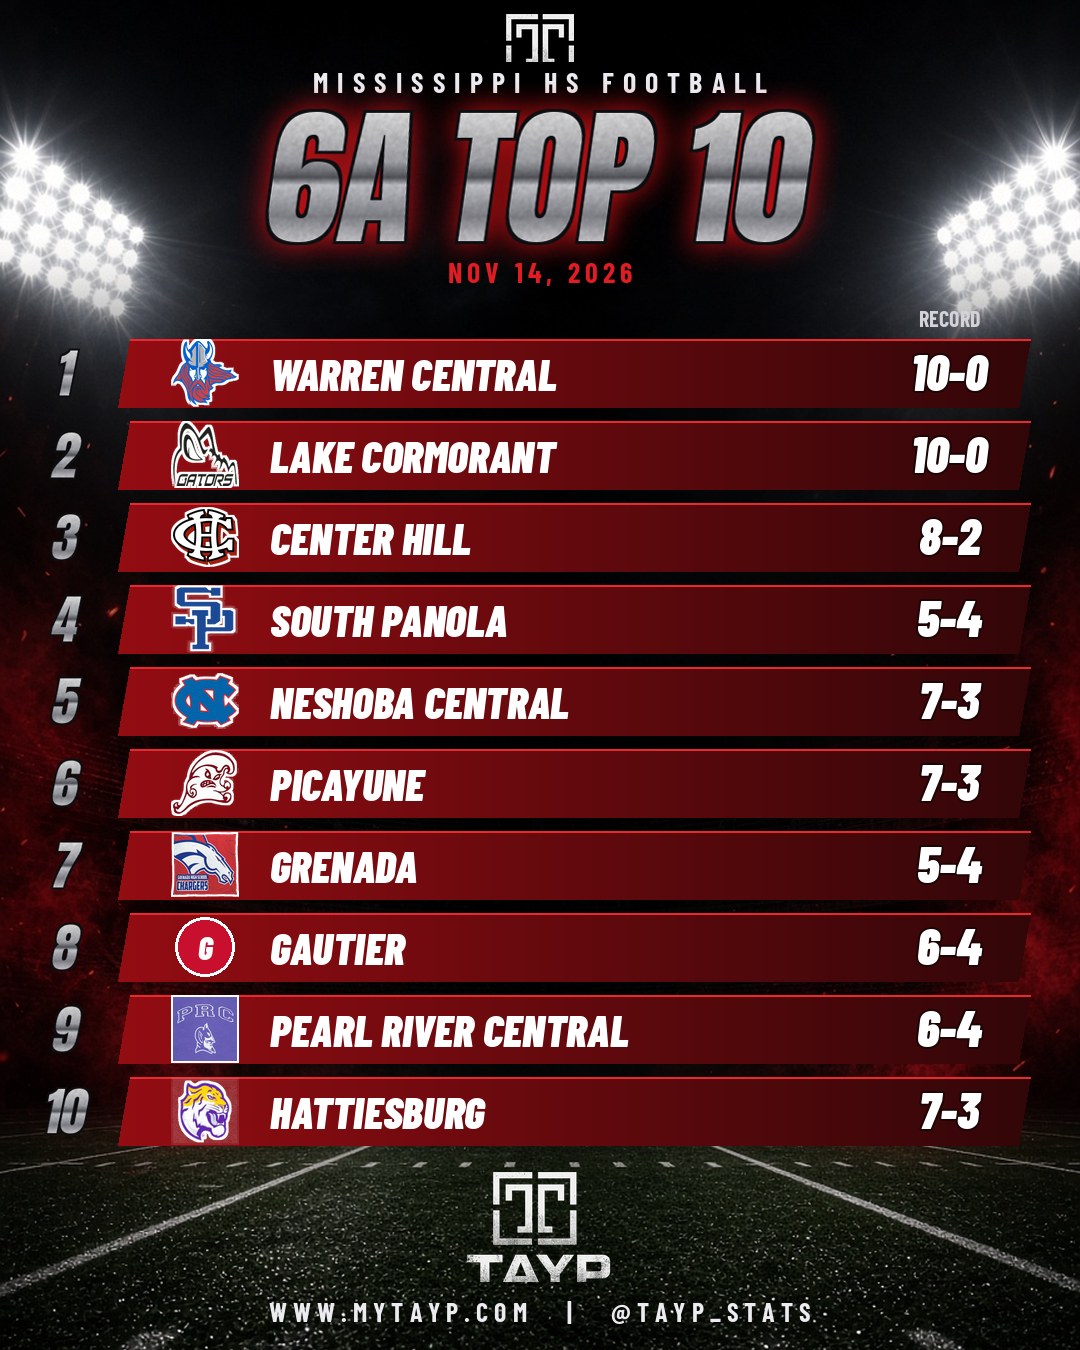 MISSISSIPPI HS FOOTBALL
6A TOP 10
NOV 14, 2026
RECORD
1 WARREN CENTRAL 10-0
2 GATORS LAKE CORMORANT 10-0
3 CENTER HILL 8-2
4 SP SOUTH PANOLA 5-4
5 NC NESHOBA CENTRAL 7-3
6 PICAYUNE 7-3
7 CHARGERS GRENADA 5-4
8 G GAUTIER 6-4
9 PRC PEARL RIVER CENTRAL 6-4
10 HATTIESBURG 7-3
TAYP
WWW.MYTAYP.COM | @TAYP_STATS